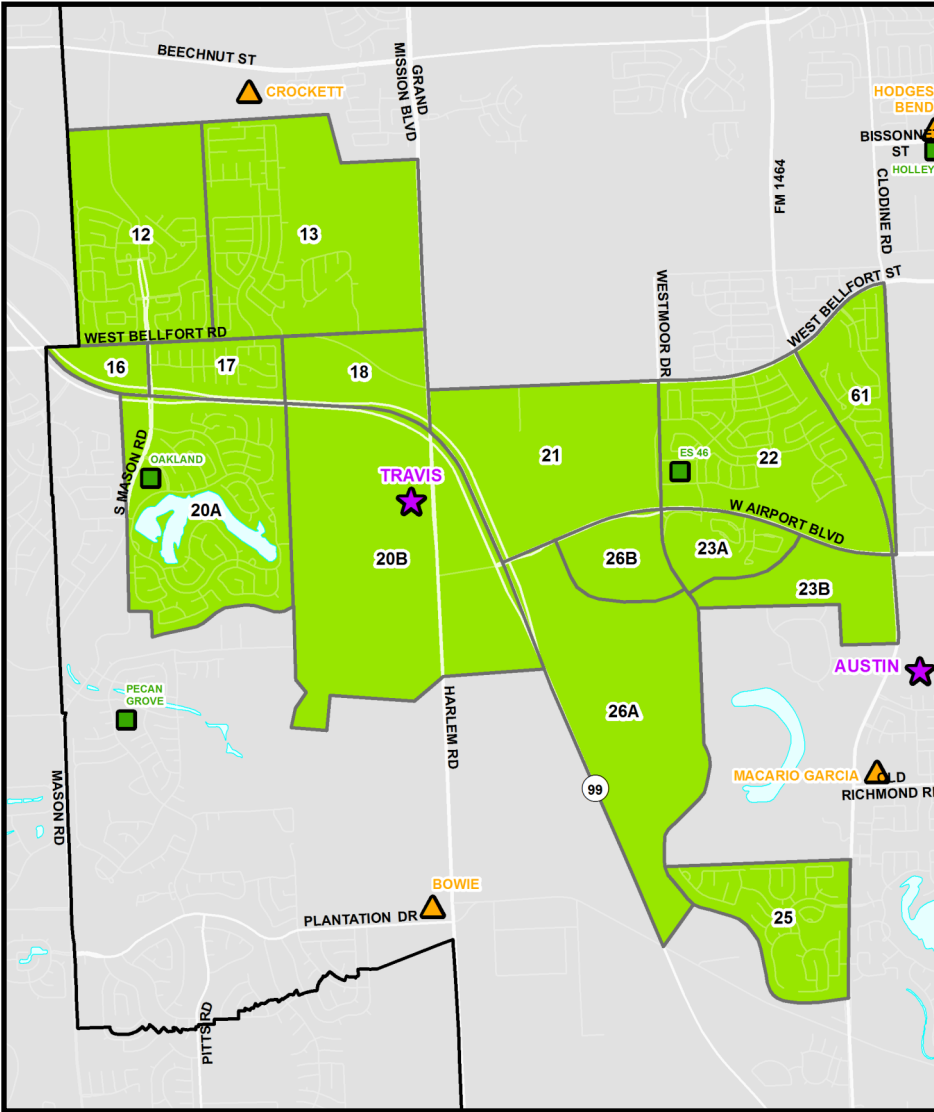 BEECHNUT ST
CROCKETT
GRAND
MISSION BLVD
HODGES
BEND
BISSONNE
ST
HOLLEY
FM 1464
CLODINE RD
12
13
WESTMOOR DR
WEST BELLFORT ST
WEST BELLFORT RD
16
17
18
61
S MASON RD
OAKLAND
20A
TRAVIS
20B
21
ES 46
22
W AIRPORT BLVD
26B
23A
23B
AUSTIN
PECAN
GROVE
HARLEM RD
26A
MASON RD
99
MACARIO GARCIA
OLD
RICHMOND R
BOWIE
PLANTATION DR
25
PITTS RD